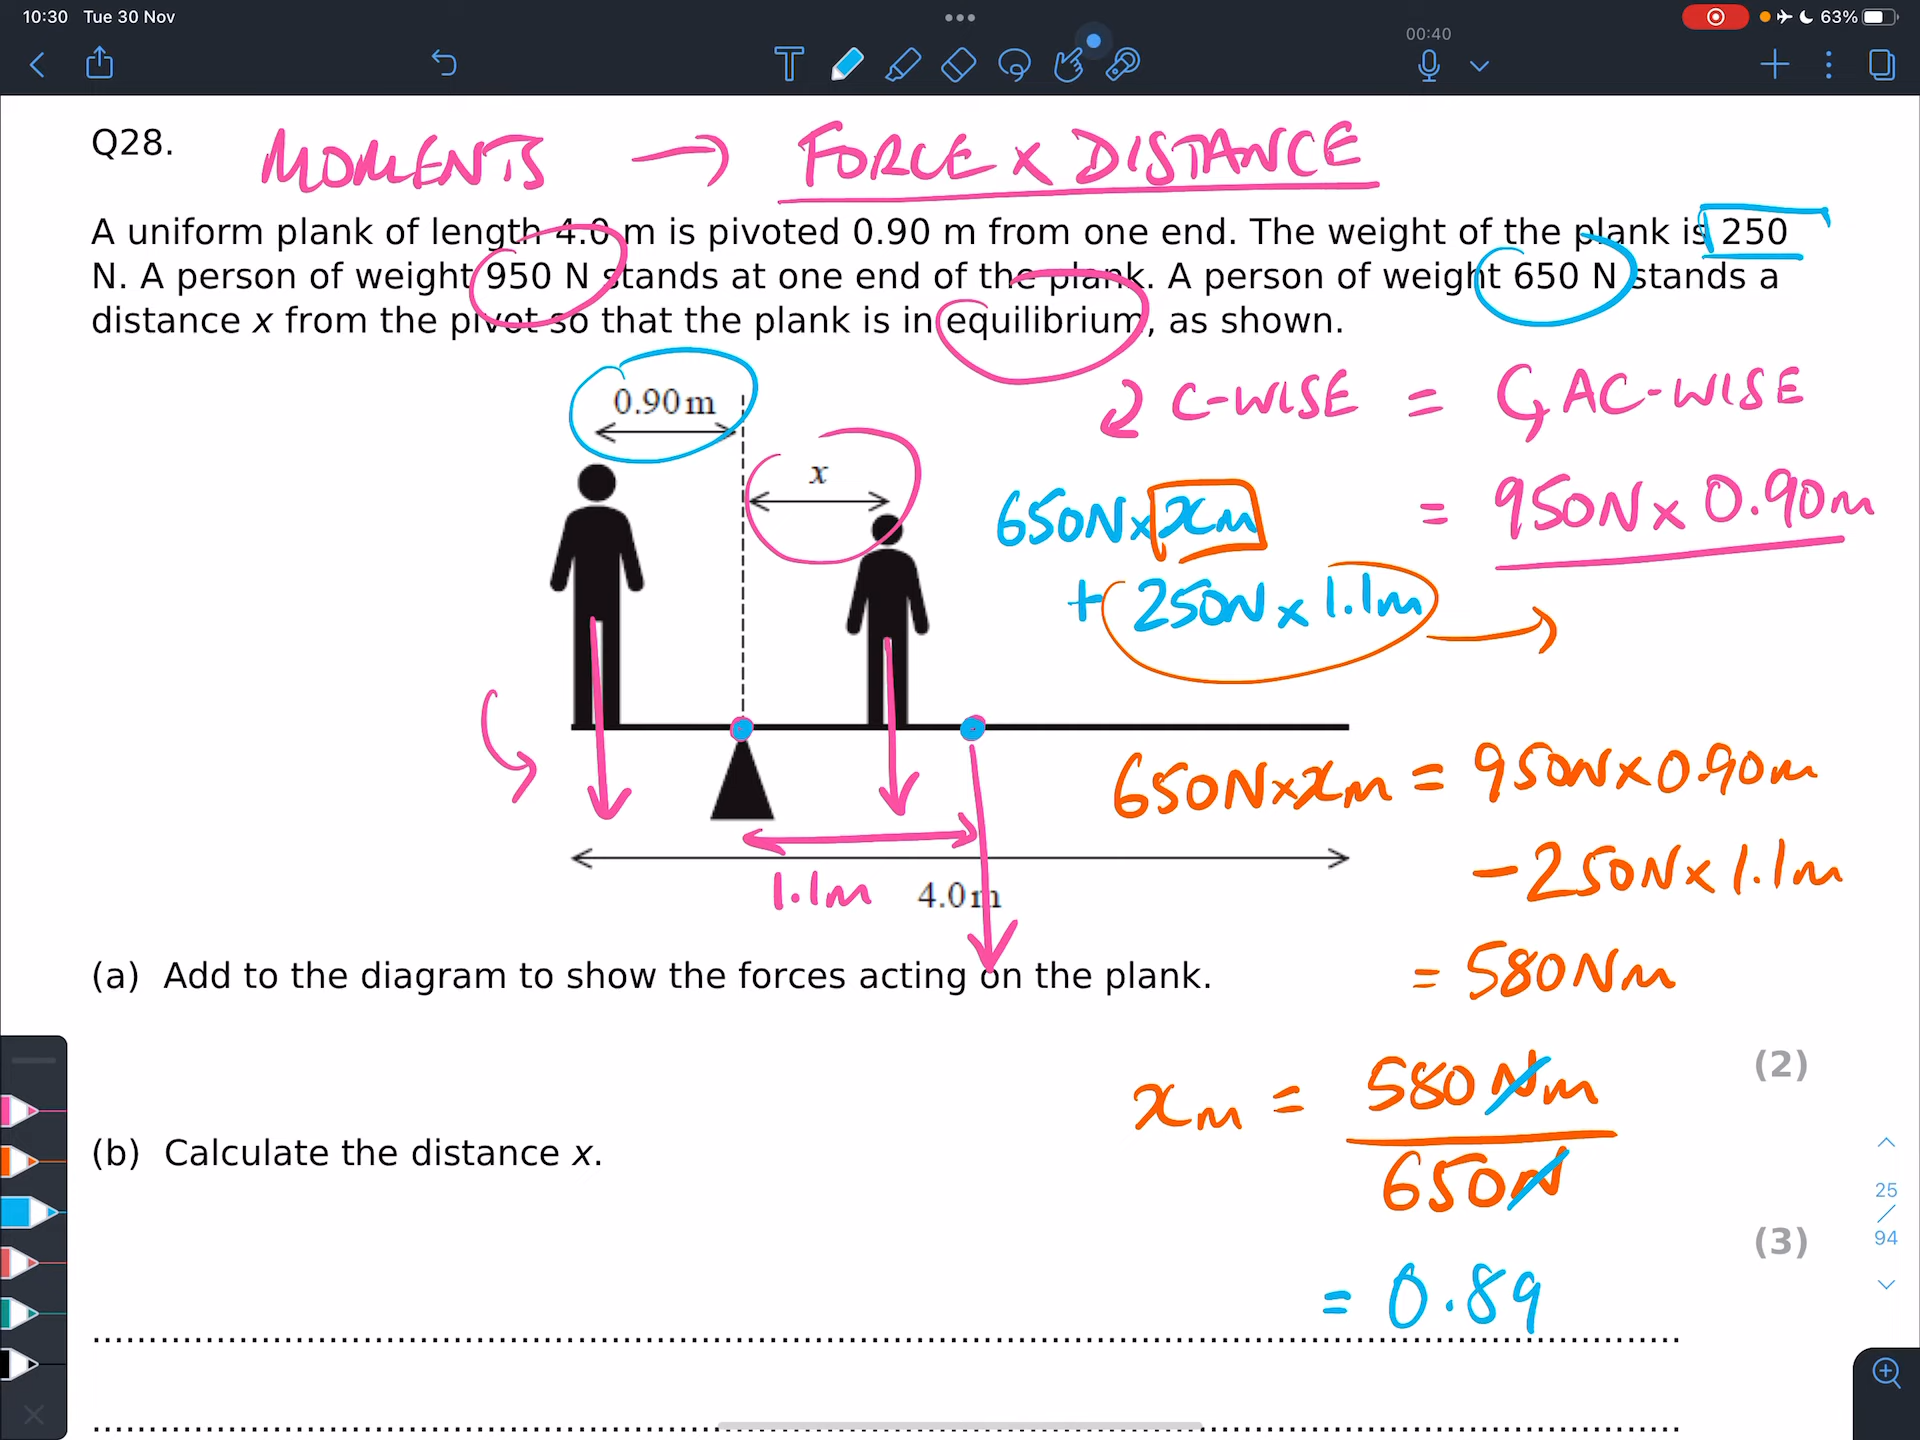 10:30 Tue 30 Nov
63%
00:40
Q28.
MOMENTS → FORCE × DISTANCE
A uniform plank of length 4.0 m is pivoted 0.90 m from one end. The weight of the plank is 250
N. A person of weight 950 N stands at one end of the plank. A person of weight 650 N stands a
distance x from the pivot so that the plank is in equilibrium, as shown.
0.90 m
x
C-WISE = AC-WISE
650N × xm = 950N × 0.90m
+ 250N × 1.1m
650N × xm = 950N × 0.90m
- 250N × 1.1m
1.1m
4.0 m
= 580Nm
(a) Add to the diagram to show the forces acting on the plank.
(2)
xm = 580Nm
650N
(b) Calculate the distance x.
(3)
= 0.89
25
/
94